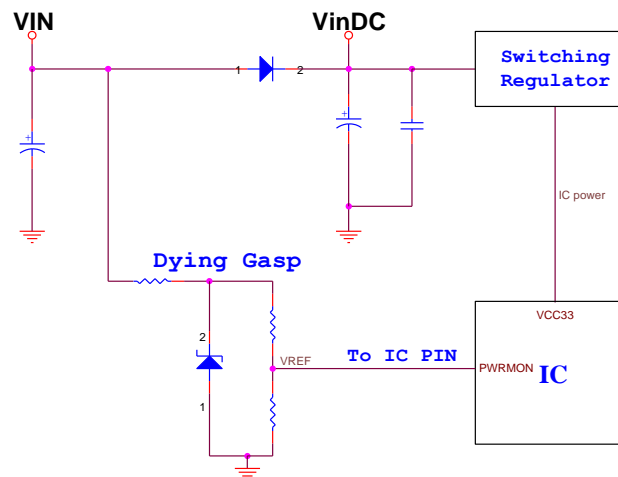 VIN
VinDC
1
2
Switching
Regulator
+
+
IC power
Dying Gasp
VCC33
2
VREF
To IC PIN
PWRMON
IC
1